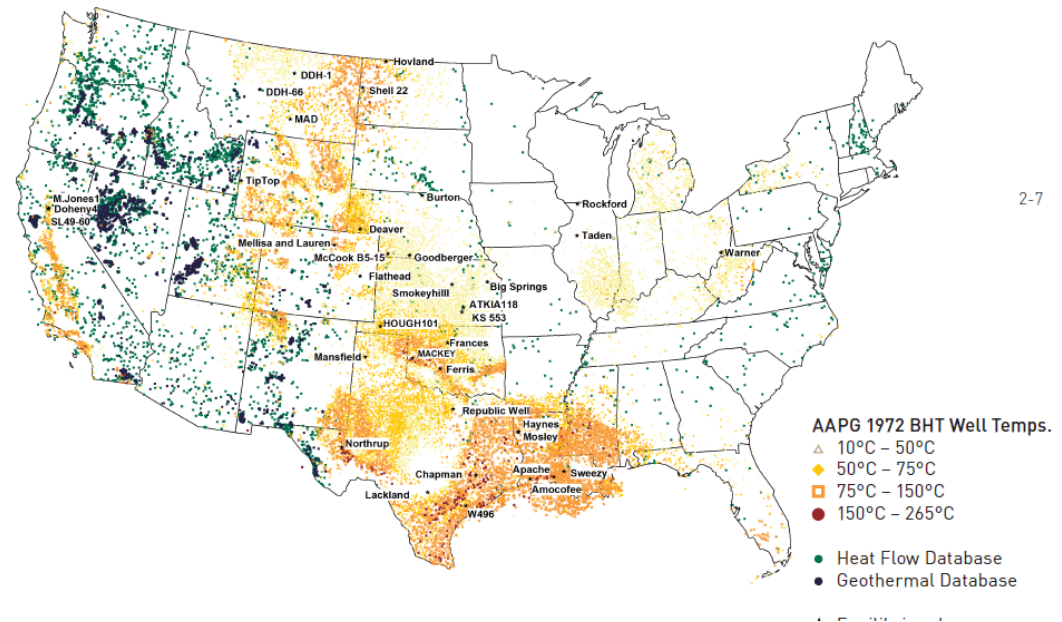 Hovland
DDH-1
DDH-66
Shell 22
MAD
TipTop
M.Jones1
Doheny4
SL49-60
Burton
Rockford
2-7
Deaver
Taden
Mellisa and Lauren
McCook B5-15
Goodberger
Warner
Flathead
Smokeyhilll
Big Springs
ATKIA118
KS 553
HOUGH101
Frances
Mansfield
MACKEY
Ferris
Republic Well
Haynes
Mosley
Northrup
Chapman
Apache
Sweezy
Lackland
Amocofee
W496
AAPG 1972 BHT Well Temps.
10°C – 50°C
50°C – 75°C
75°C – 150°C
150°C – 265°C
Heat Flow Database
Geothermal Database